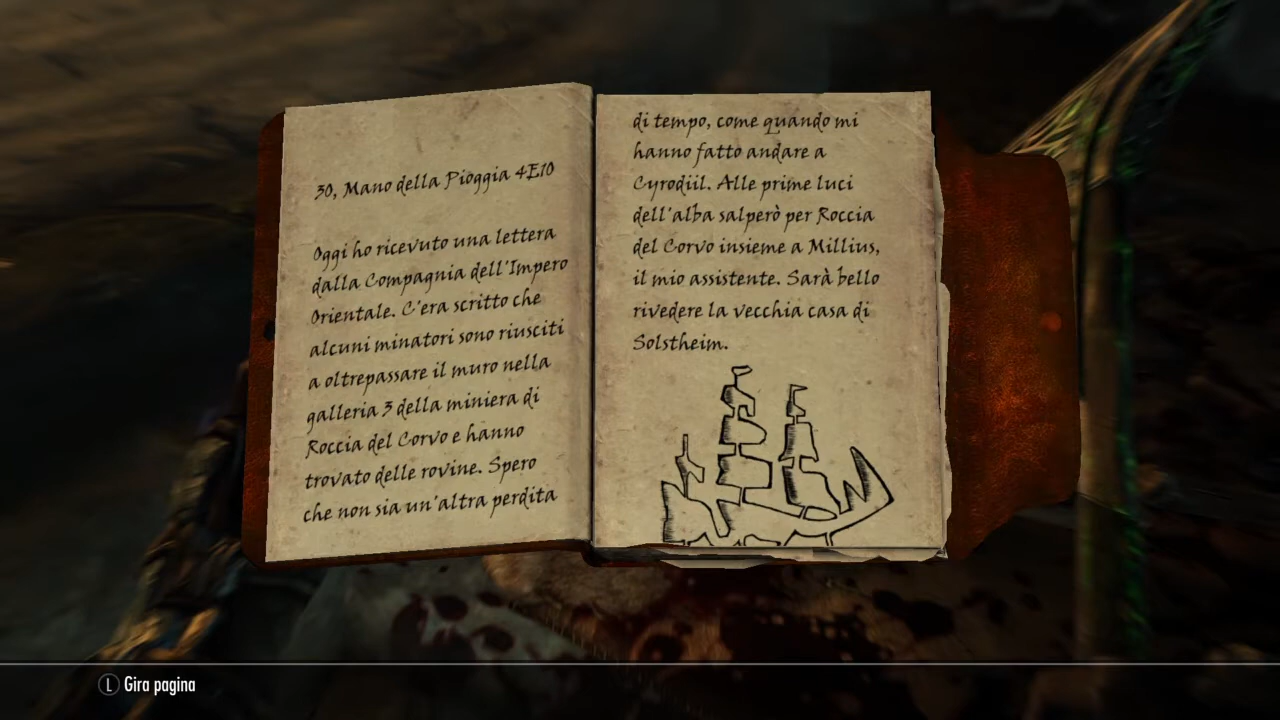 30, Mano della Pioggia 4E10
Oggi ho ricevuto una lettera
dalla Compagnia dell'Impero
Orientale. C'era scritto che
alcuni minatori sono riusciti
a oltrepassare il muro nella
galleria 3 della miniera di
Roccia del Corvo e hanno
trovato delle rovine. Spero
che non sia un'altra perdita
di tempo, come quando mi
hanno fatto andare a
Cyrodiil. Alle prime luci
dell'alba salperò per Roccia
del Corvo insieme a Millius,
il mio assistente. Sarà bello
rivedere la vecchia casa di
Solstheim.
L Gira pagina